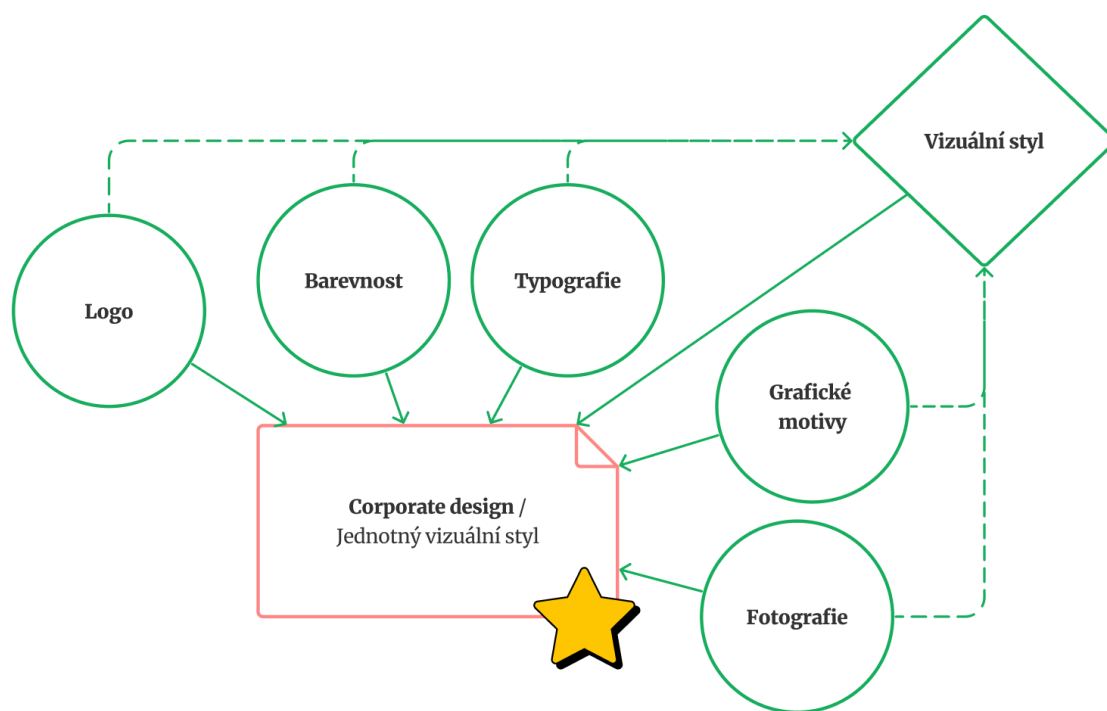 Vizuální styl
Logo
Barevnost
Typografie
Grafické
motivy
Corporate design /
Jednotný vizuální styl
Fotografie